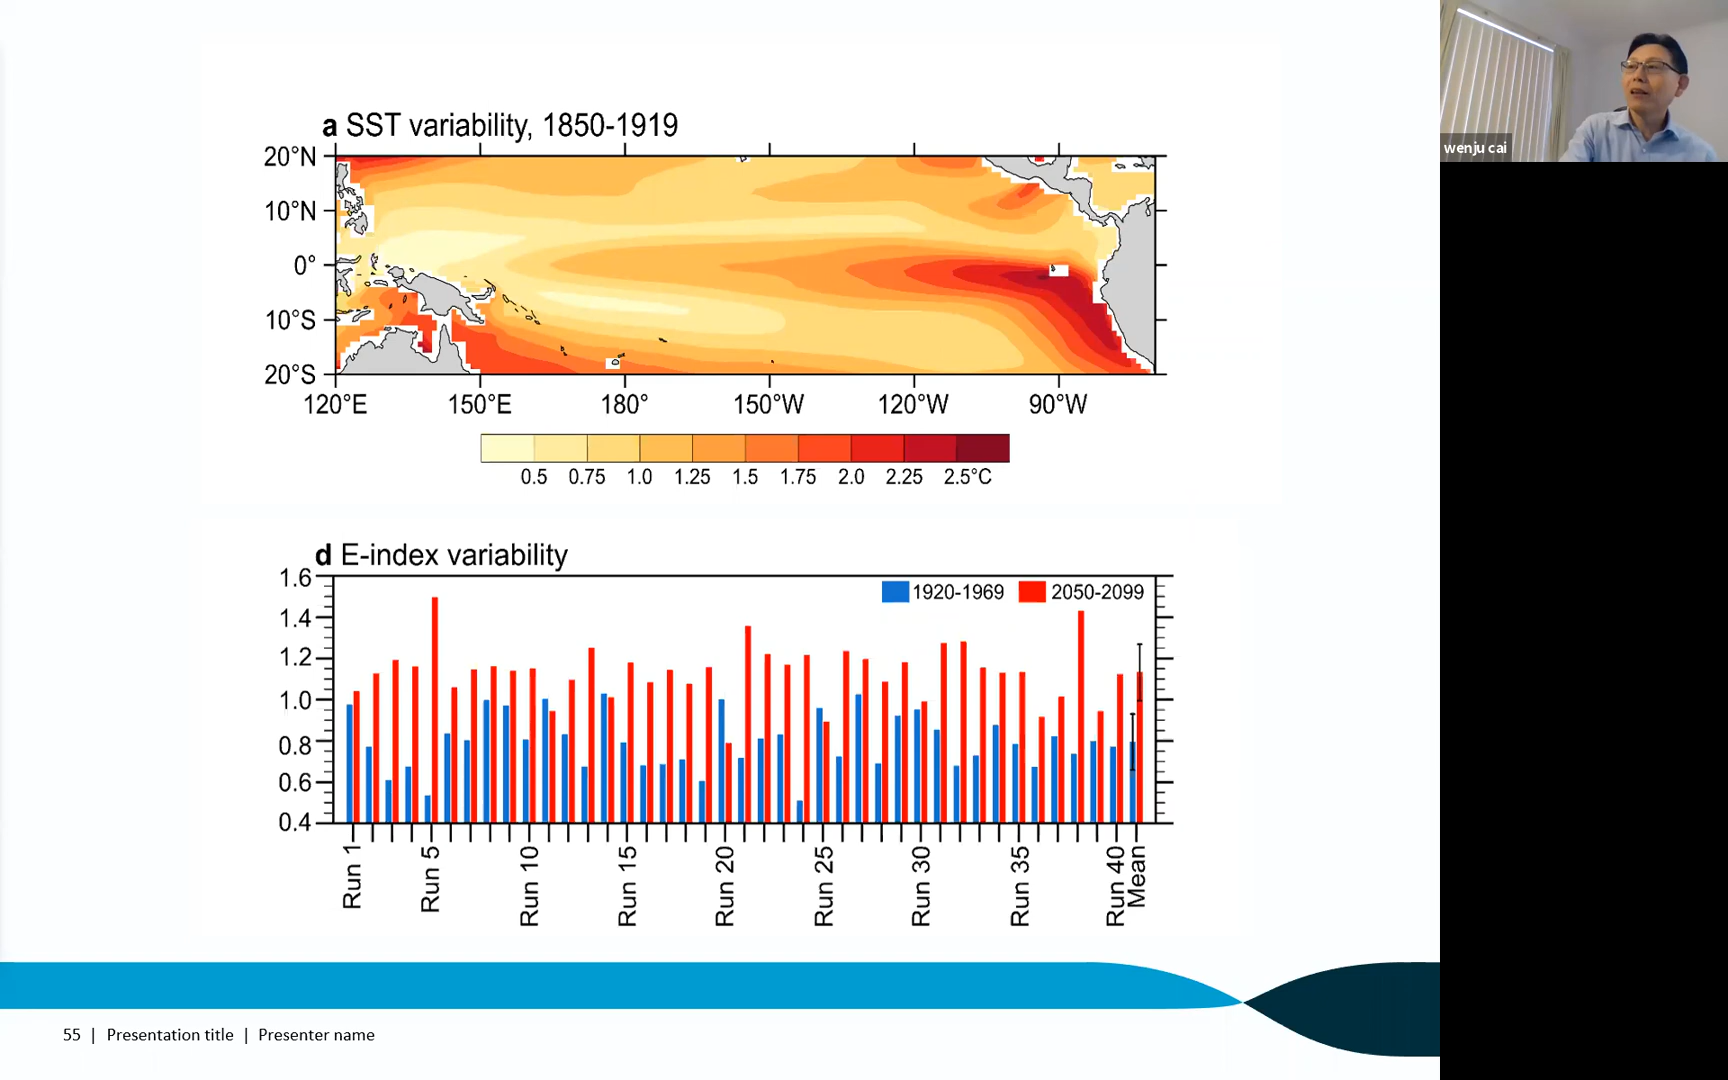 a SST variability, 1850-1919
20°N
10°N
0°
10°S
20°S
120°E 150°E 180° 150°W 120°W 90°W
0.5 0.75 1.0 1.25 1.5 1.75 2.0 2.25 2.5°C
d E-index variability
1920-1969 2050-2099
1.6
1.4
1.2
1.0
0.8
0.6
0.4
Run 1 Run 5 Run 10 Run 15 Run 20 Run 25 Run 30 Run 35 Run 40 Mean
55 | Presentation title | Presenter name
wenju cai